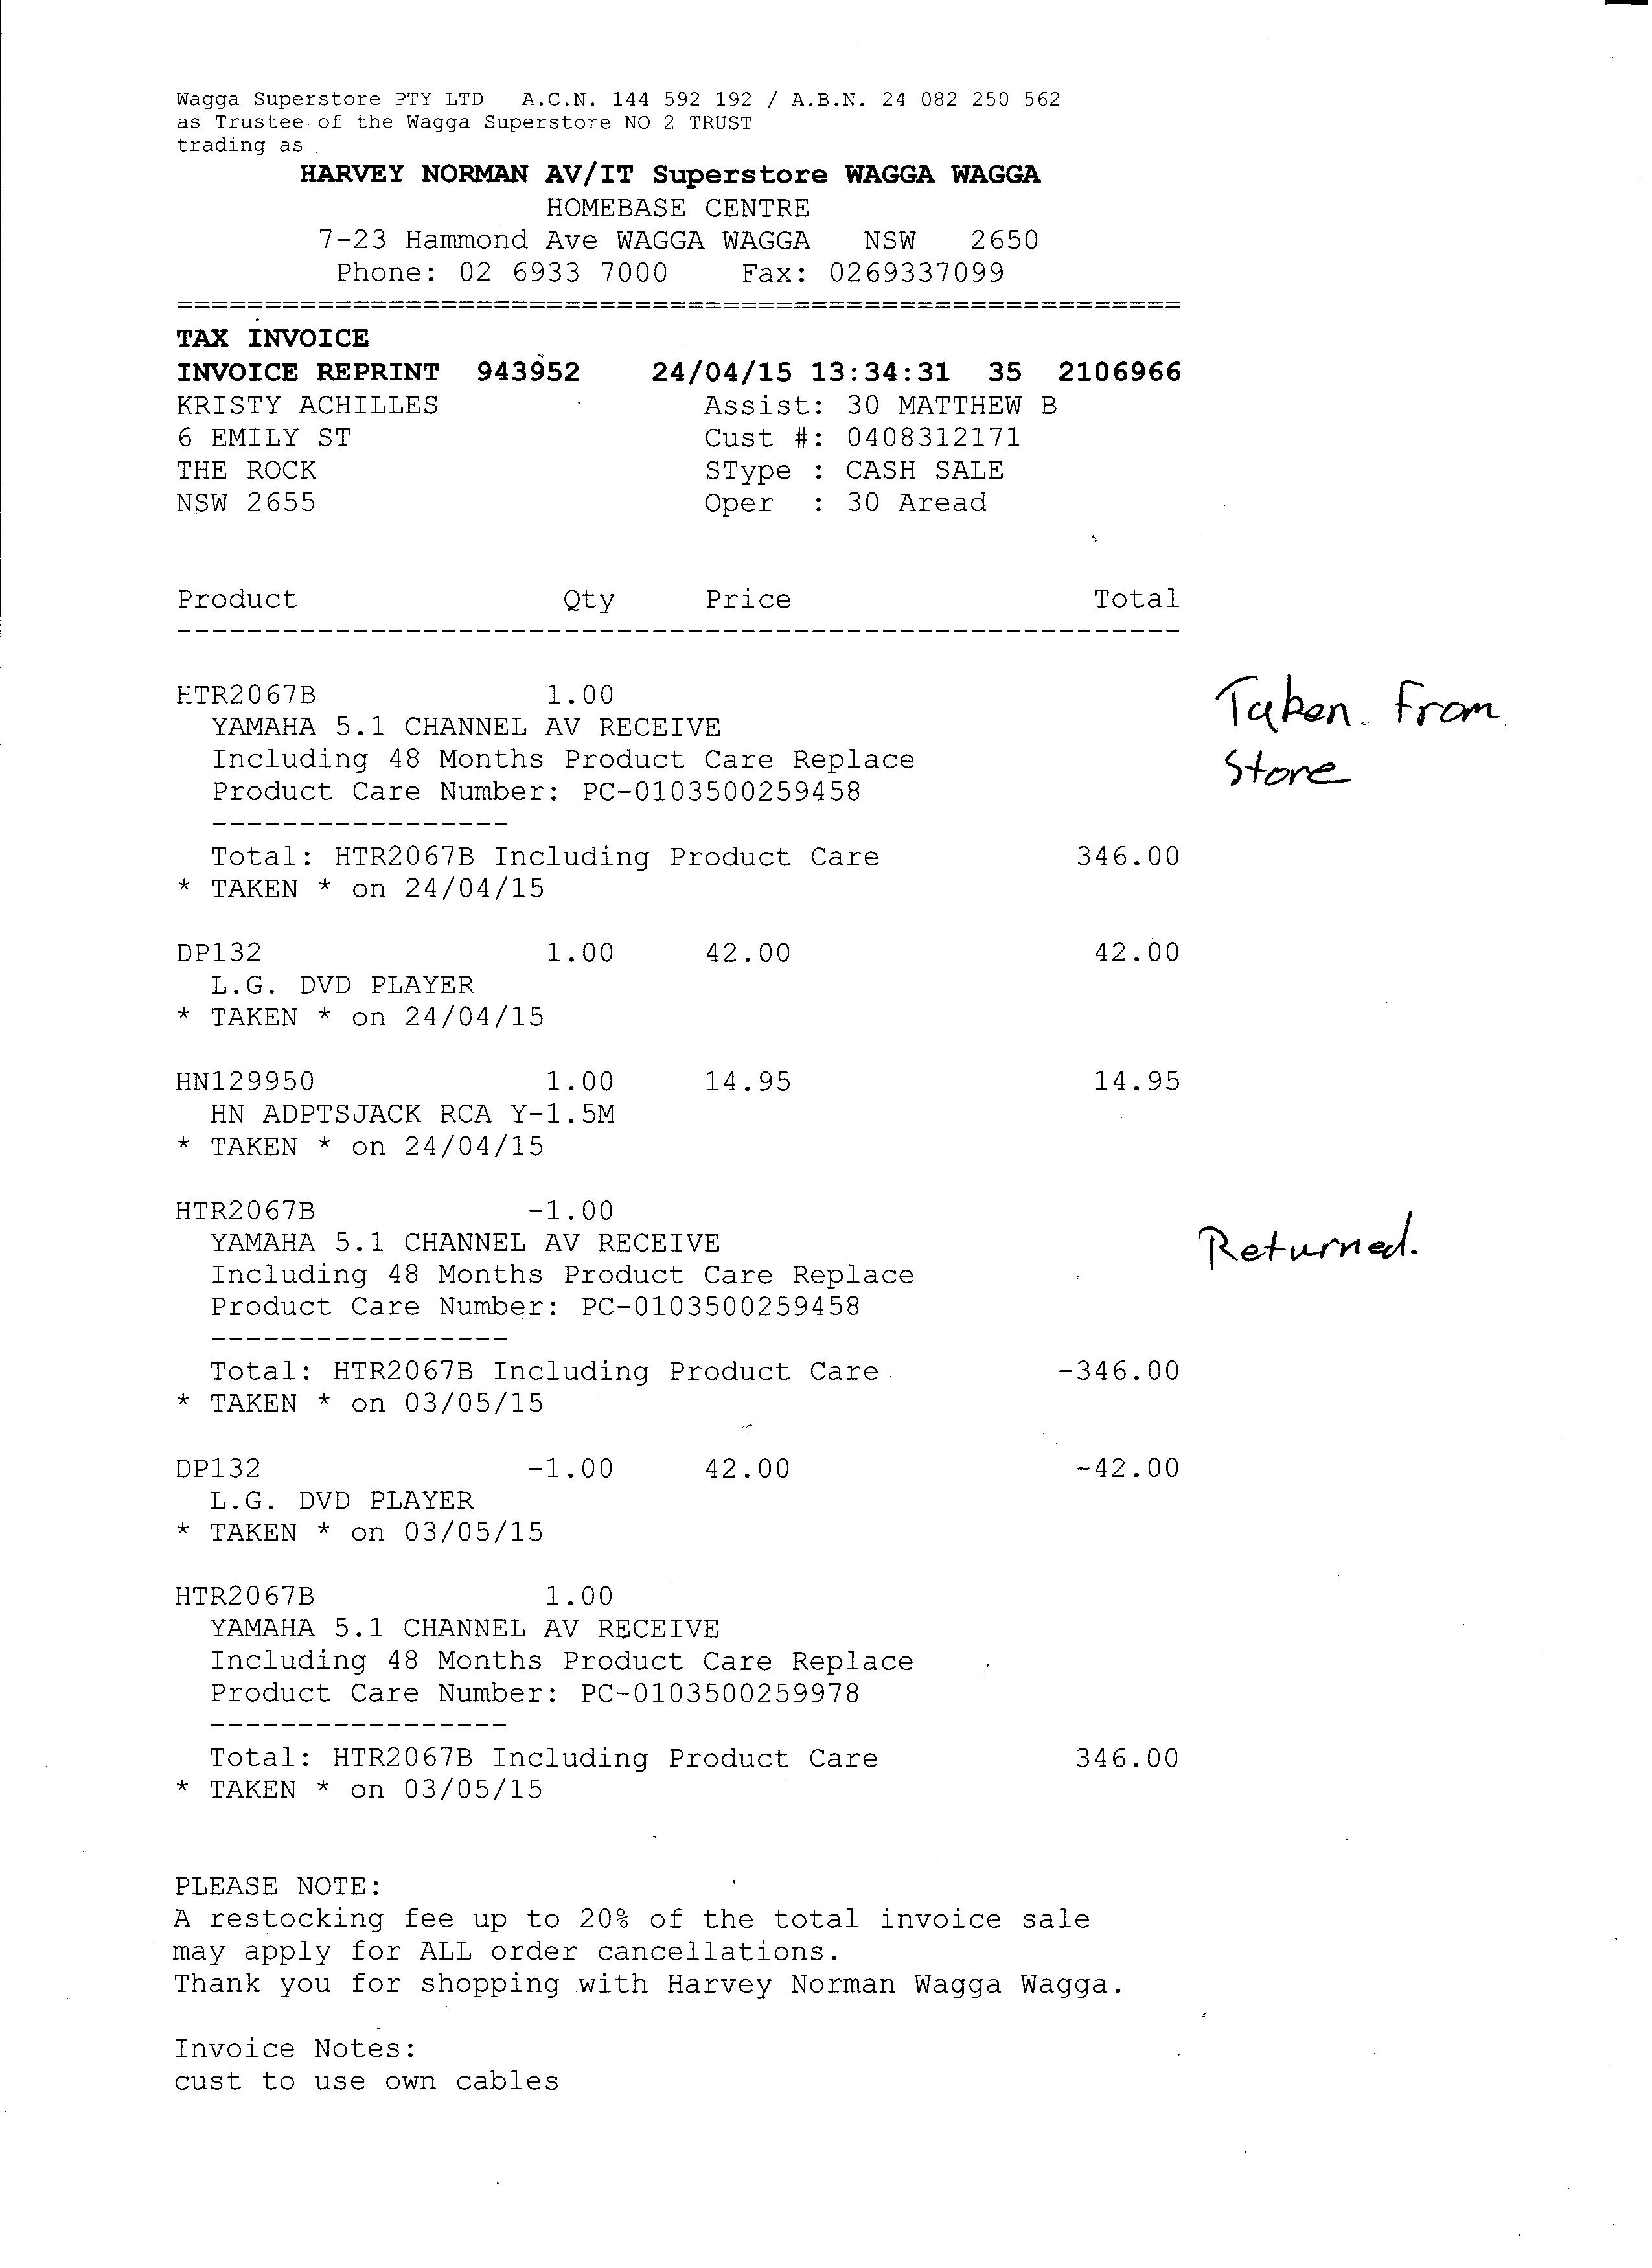 Wagga Superstore PTY LTD A.C.N. 144 592 192 / A.B.N. 24 082 250 562
as Trustee of the Wagga Superstore NO 2 TRUST
trading as
HARVEY NORMAN AV/IT Superstore WAGGA WAGGA
HOMEBASE CENTRE
7-23 Hammond Ave WAGGA WAGGA NSW 2650
Phone: 02 6933 7000 Fax: 0269337099
=========================================================
TAX INVOICE
INVOICE REPRINT 943952 24/04/15 13:34:31 35 2106966
KRISTY ACHILLES Assist: 30 MATTHEW B
6 EMILY ST Cust #: 0408312171
THE ROCK SType : CASH SALE
NSW 2655 Oper : 30 Aread
Product Qty Price Total
---------------------------------------------------------
HTR2067B 1.00 Taken From
YAMAHA 5.1 CHANNEL AV RECEIVE
Including 48 Months Product Care Replace Store
Product Care Number: PC-0103500259458
-----------------
Total: HTR2067B Including Product Care 346.00
* TAKEN * on 24/04/15
DP132 1.00 42.00 42.00
L.G. DVD PLAYER
* TAKEN * on 24/04/15
HN129950 1.00 14.95 14.95
HN ADPTSJACK RCA Y-1.5M
* TAKEN * on 24/04/15
HTR2067B -1.00
YAMAHA 5.1 CHANNEL AV RECEIVE Returned.
Including 48 Months Product Care Replace
Product Care Number: PC-0103500259458
-----------------
Total: HTR2067B Including Product Care -346.00
* TAKEN * on 03/05/15
DP132 -1.00 42.00 -42.00
L.G. DVD PLAYER
* TAKEN * on 03/05/15
HTR2067B 1.00
YAMAHA 5.1 CHANNEL AV RECEIVE
Including 48 Months Product Care Replace
Product Care Number: PC-0103500259978
-----------------
Total: HTR2067B Including Product Care 346.00
* TAKEN * on 03/05/15
PLEASE NOTE:
A restocking fee up to 20% of the total invoice sale
may apply for ALL order cancellations.
Thank you for shopping with Harvey Norman Wagga Wagga.
Invoice Notes:
cust to use own cables